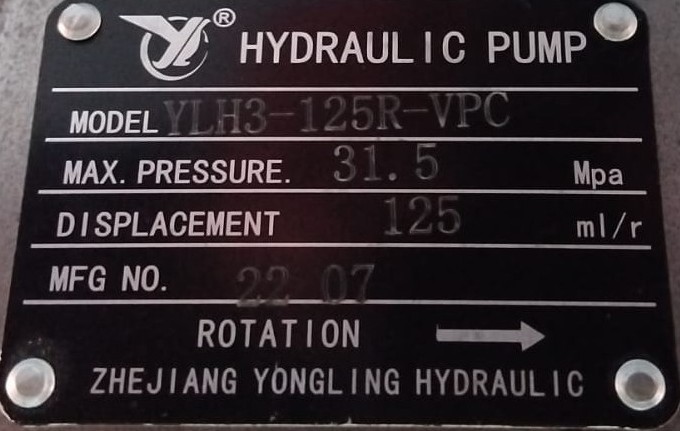 YL® HYDRAULIC PUMP
MODEL YLH3-125R-VPC
MAX. PRESSURE. 31.5 Mpa
DISPLACEMENT 125 ml/r
MFG NO. 22 07
ROTATION
ZHEJIANG YONGLING HYDRAULIC